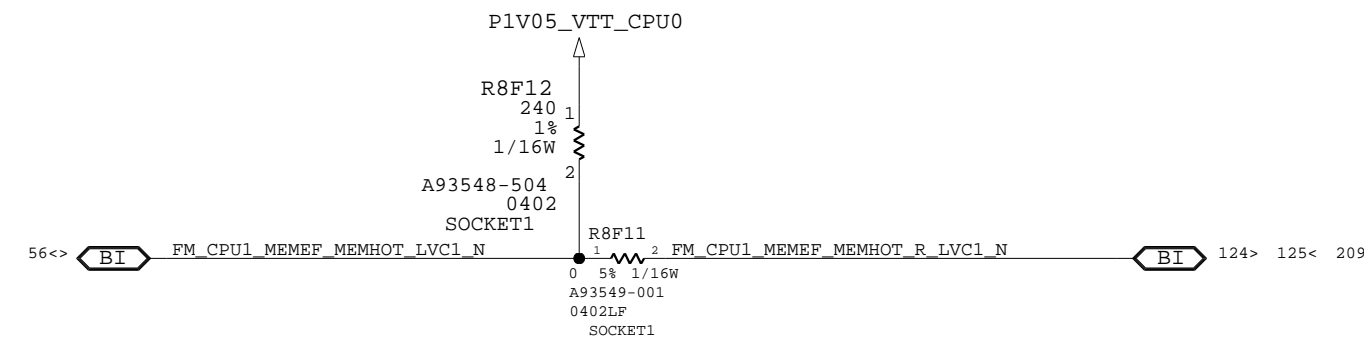 P1V05_VTT_CPU0
R8F12
240 1
1%
1/16W
2
A93548-504
0402
SOCKET1
R8F11
56<> BI FM_CPU1_MEMEF_MEMHOT_LVC1_N 1 2 FM_CPU1_MEMEF_MEMHOT_R_LVC1_N BI 124> 125< 209
0 5% 1/16W
A93549-001
0402LF
SOCKET1